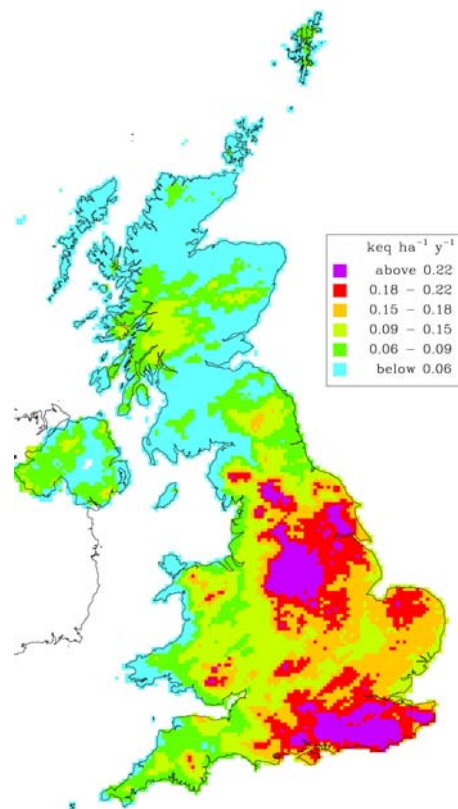 keq ha⁻¹ y⁻¹
above 0.22
0.18 – 0.22
0.15 – 0.18
0.09 – 0.15
0.06 – 0.09
below 0.06